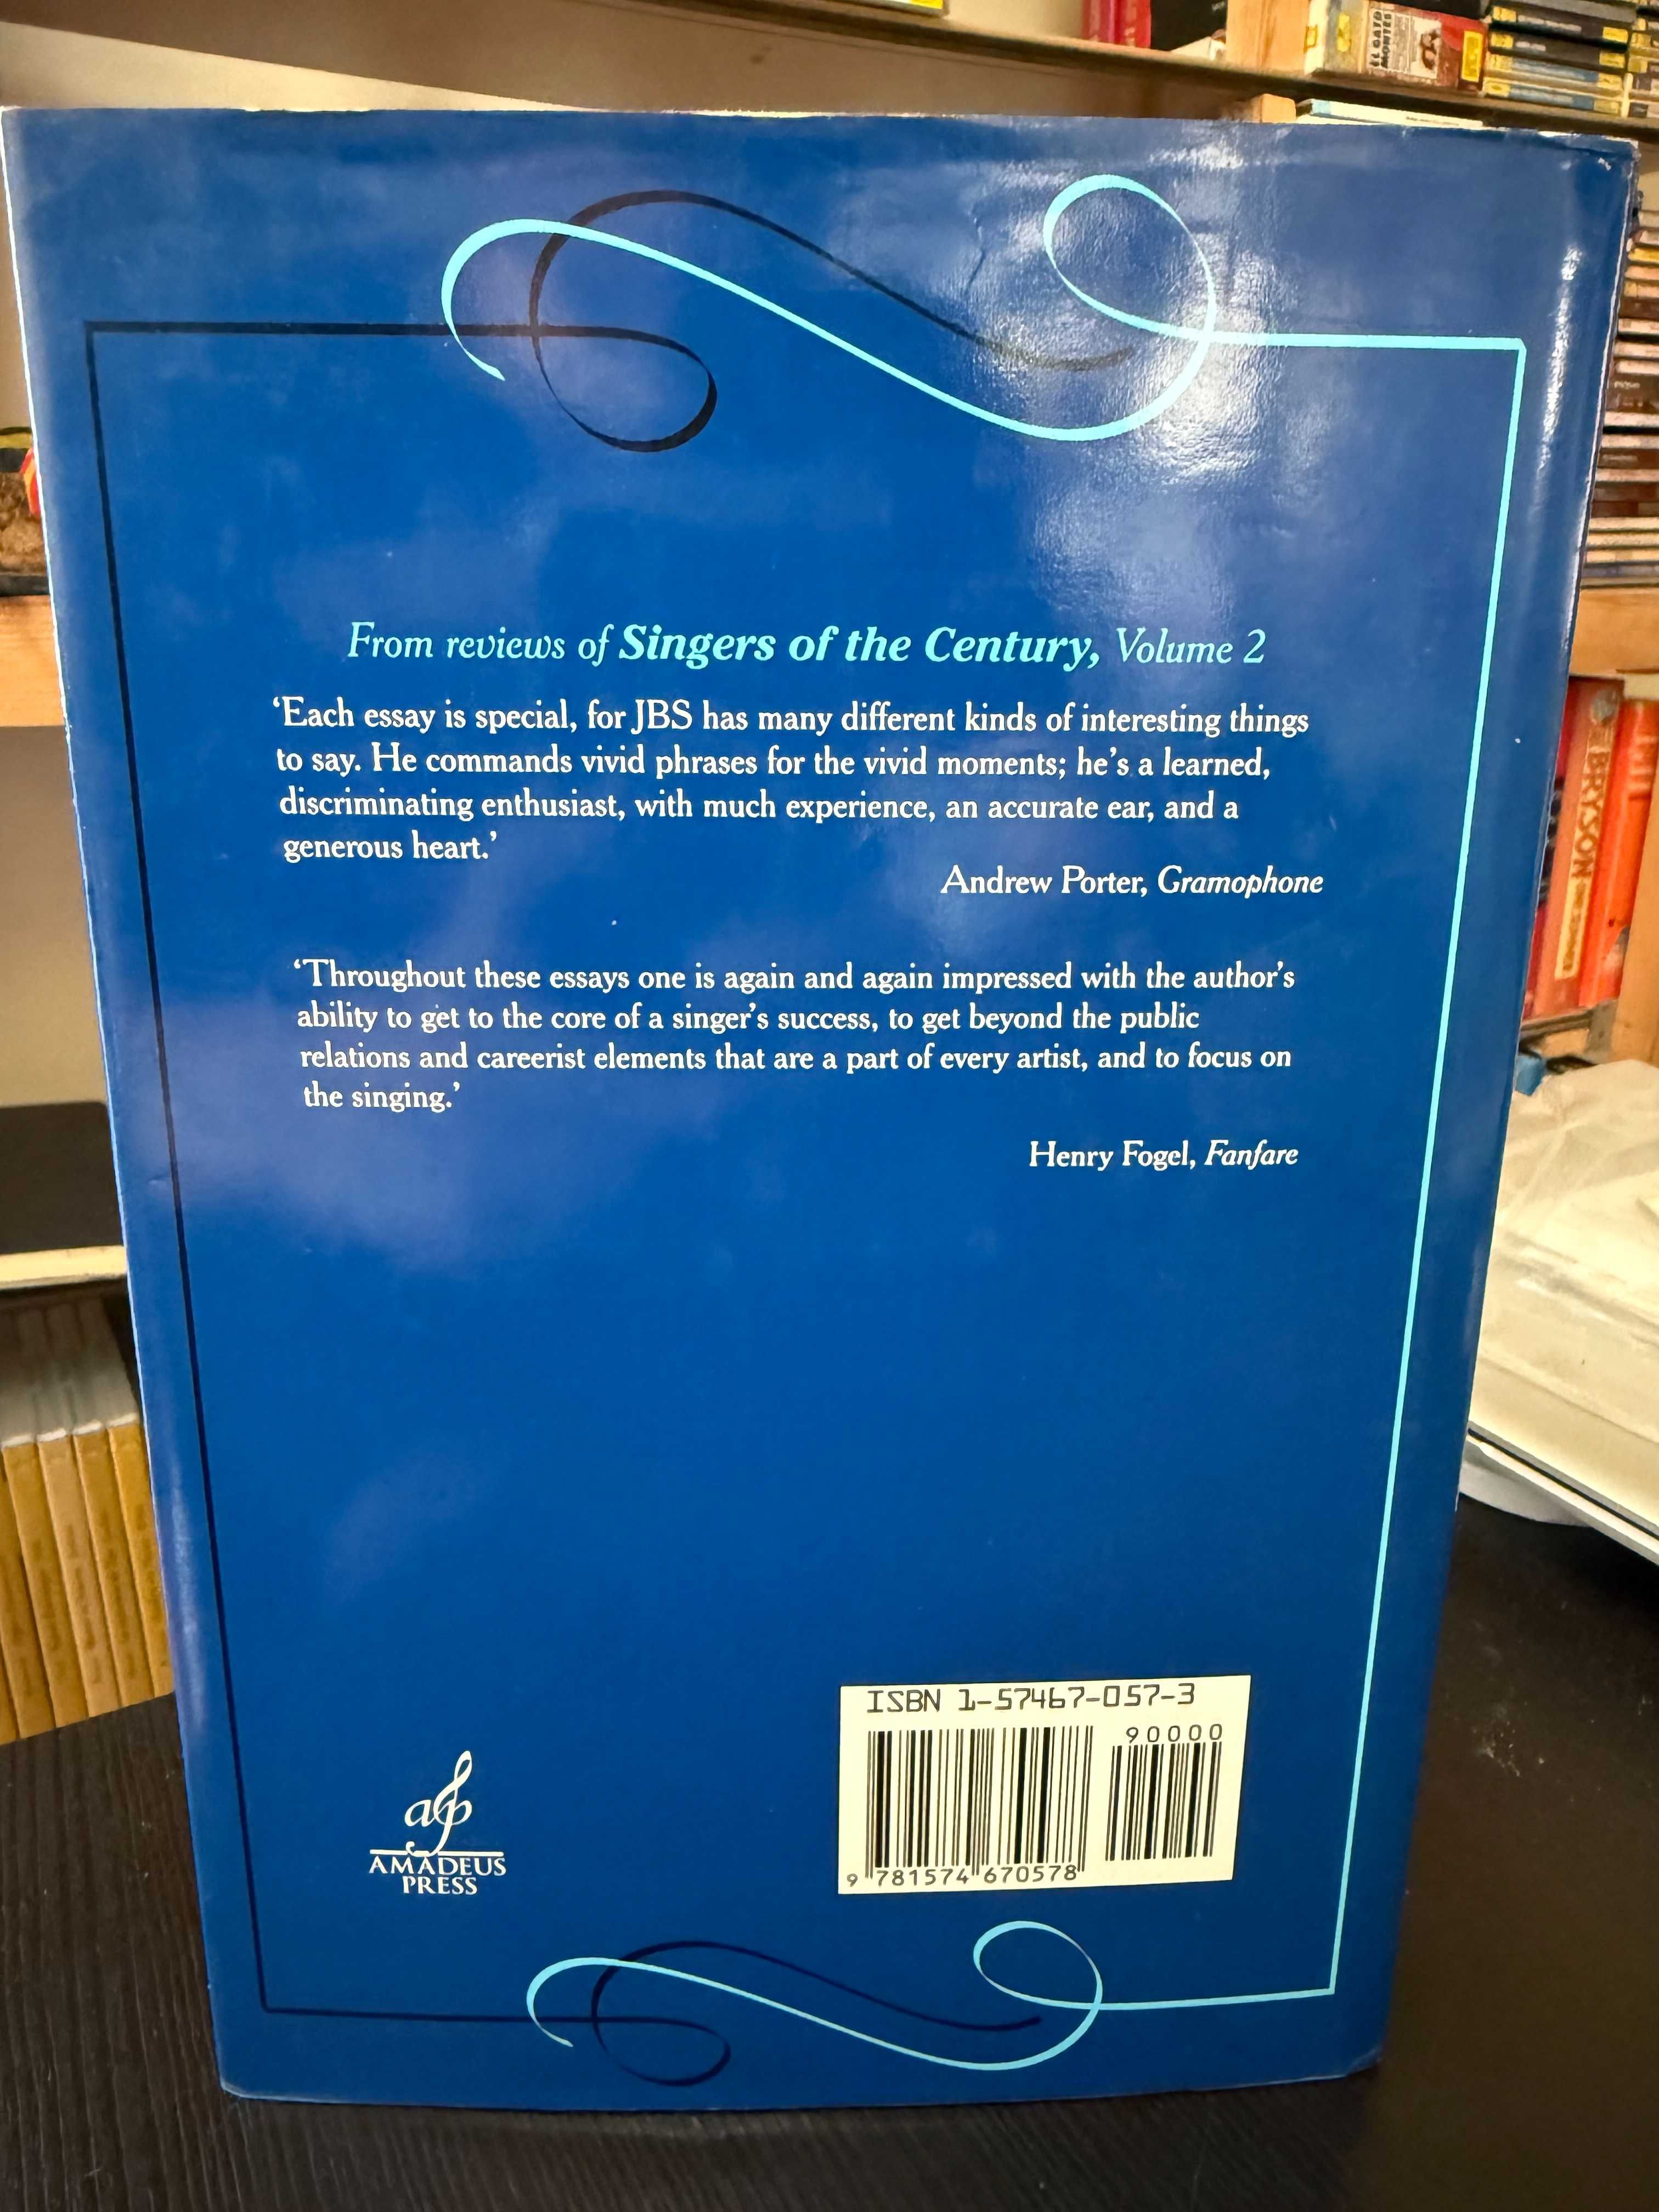 EL GATO
MONTÉS
From reviews of Singers of the Century, Volume 2
‘Each essay is special, for JBS has many different kinds of interesting things
to say. He commands vivid phrases for the vivid moments; he’s a learned,
discriminating enthusiast, with much experience, an accurate ear, and a
generous heart.’
Andrew Porter, Gramophone
‘Throughout these essays one is again and again impressed with the author’s
ability to get to the core of a singer’s success, to get beyond the public
relations and careerist elements that are a part of every artist, and to focus on
the singing.’
Henry Fogel, Fanfare
BRYSON
ISBN 1-57467-057-3
90000
9 781574 670578
ap
AMADEUS
PRESS